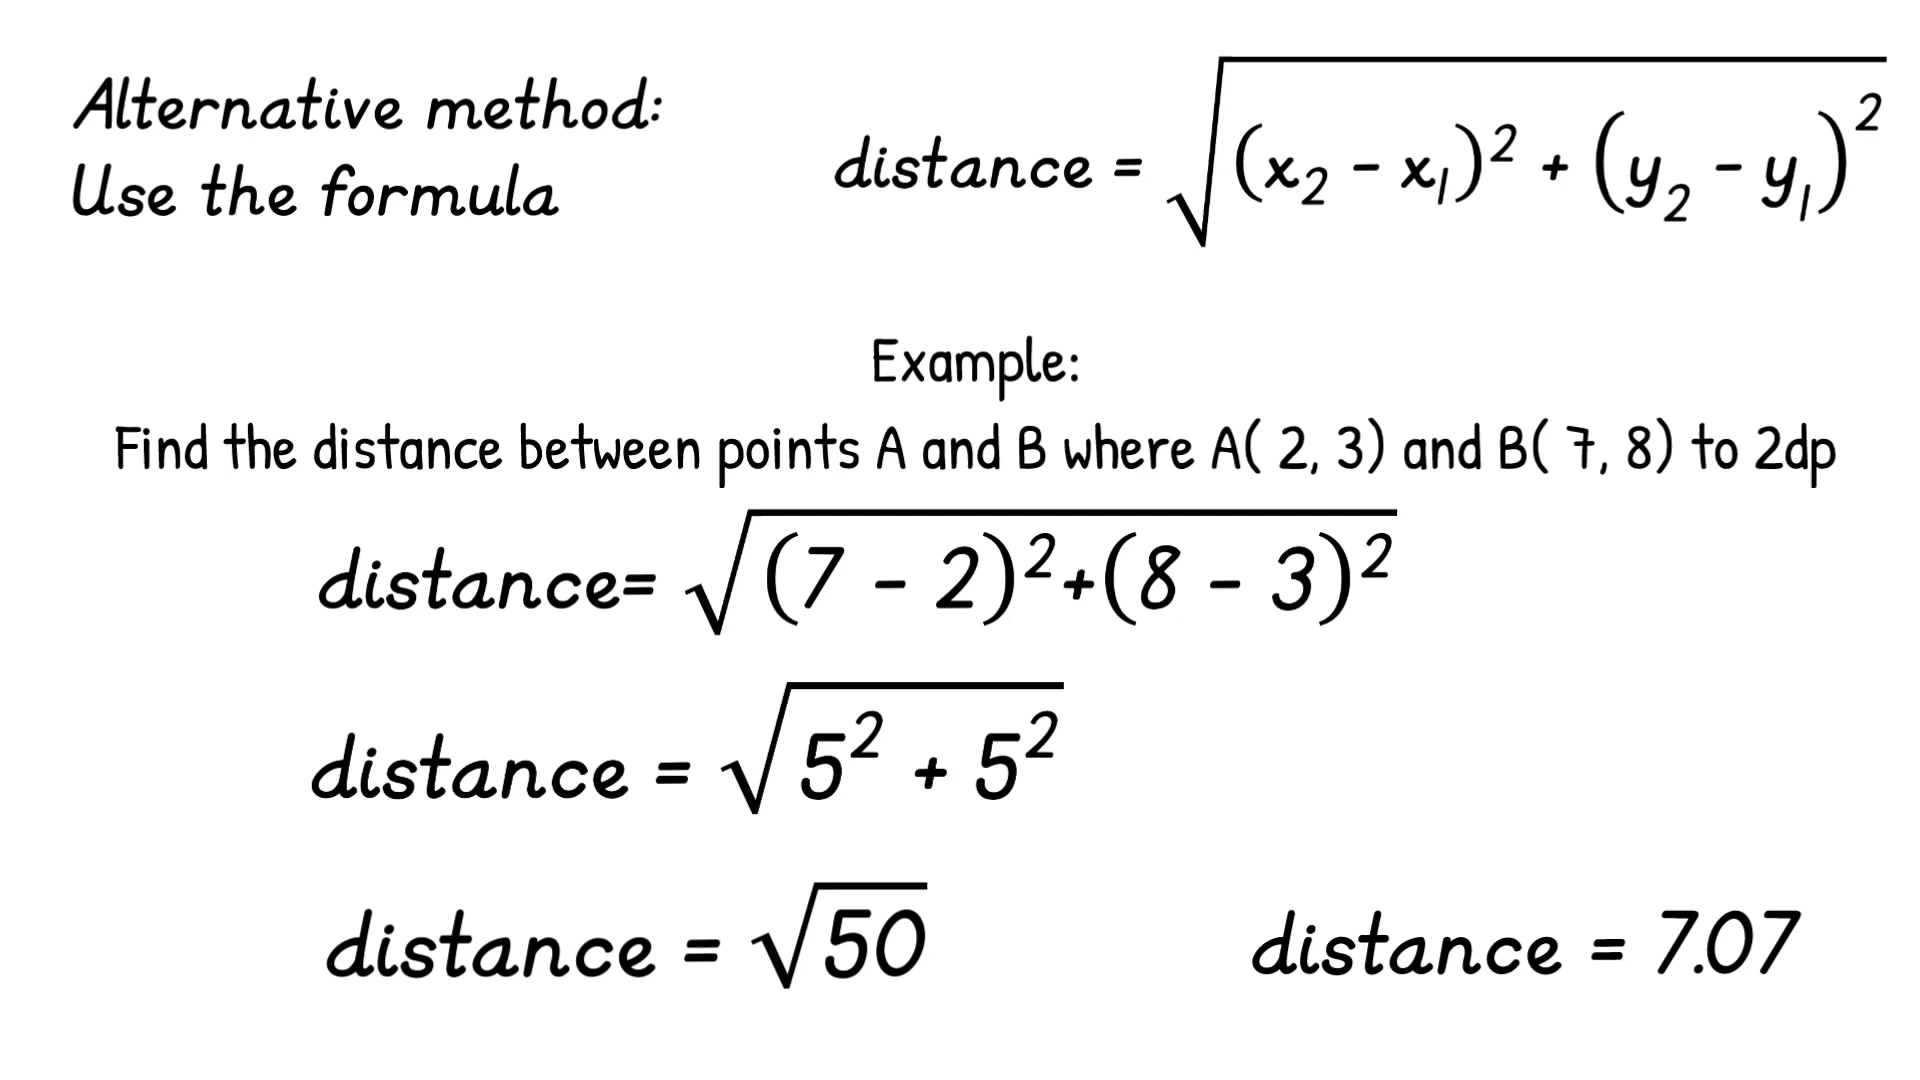 Alternative method:
Use the formula
distance = √((x₂ - x₁)² + (y₂ - y₁)²)
Example:
Find the distance between points A and B where A( 2, 3) and B( 7, 8) to 2dp
distance= √((7 - 2)²+(8 - 3)²)
distance = √(5² + 5²)
distance = √50
distance = 7.07